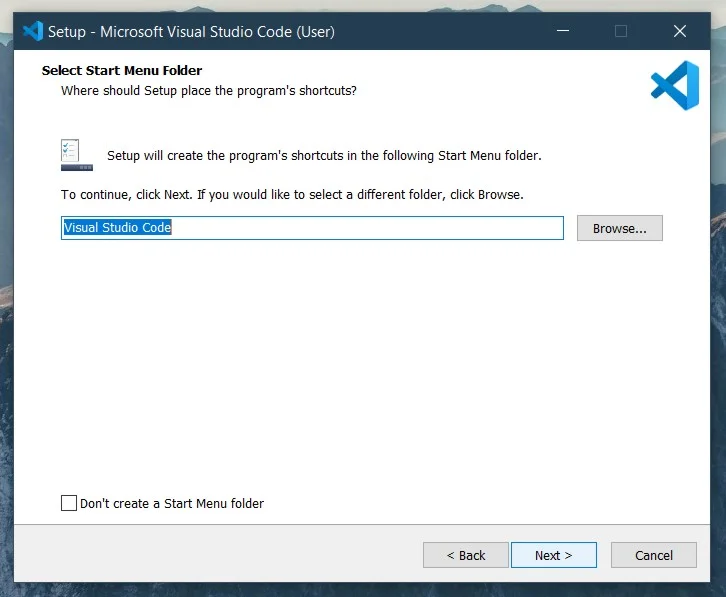 Setup - Microsoft Visual Studio Code (User)
Select Start Menu Folder
Where should Setup place the program's shortcuts?
Setup will create the program's shortcuts in the following Start Menu folder.
To continue, click Next. If you would like to select a different folder, click Browse.
Visual Studio Code
Browse...
Don't create a Start Menu folder
< Back
Next >
Cancel